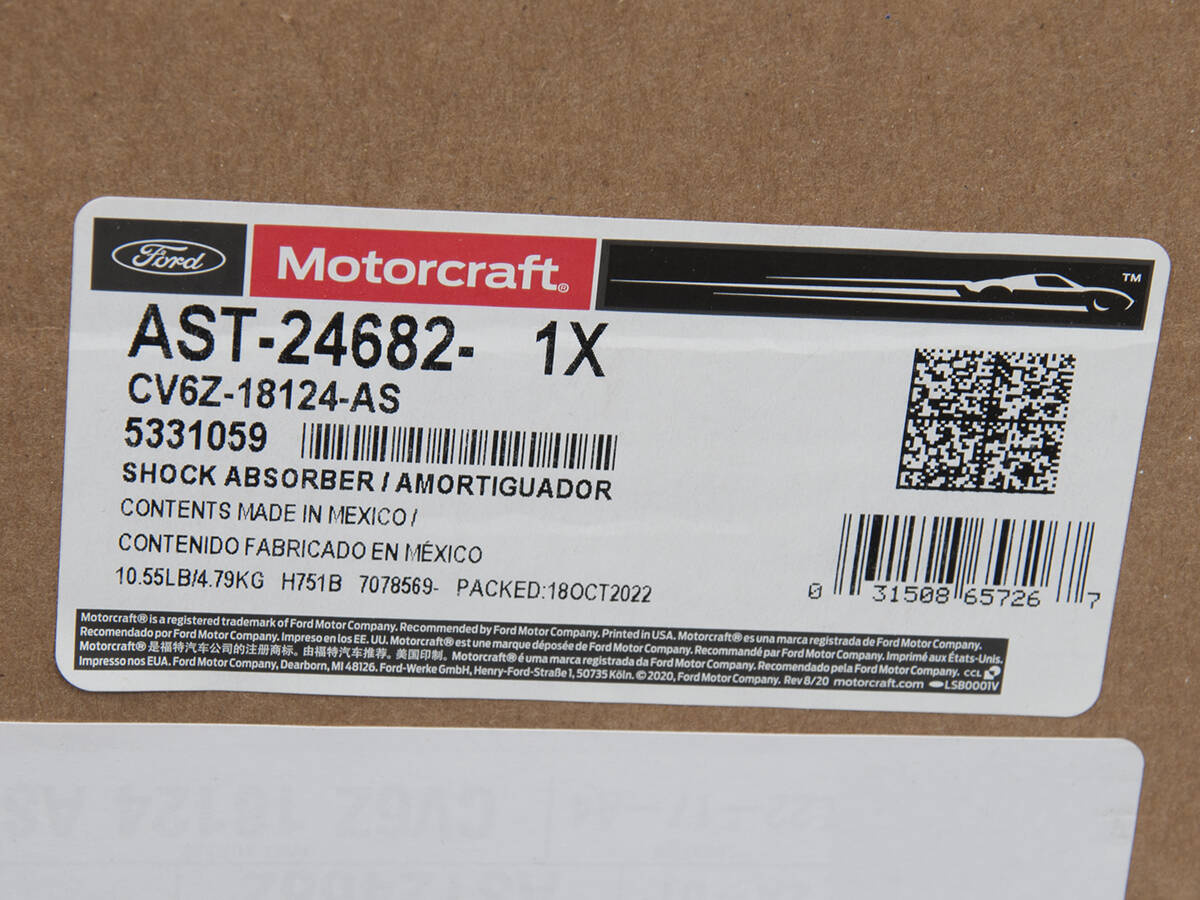 Ford
Motorcraft®
TM
AST-24682- 1X
CV6Z-18124-AS
5331059
SHOCK ABSORBER / AMORTIGUADOR
CONTENTS MADE IN MEXICO /
CONTENIDO FABRICADO EN MÉXICO
10.55LB/4.79KG H751B 7078569- PACKED:18OCT2022
0 31508 65726 7
Motorcraft® is a registered trademark of Ford Motor Company. Recommended by Ford Motor Company. Printed in USA. Motorcraft® es una marca registrada de Ford Motor Company.
Recomendado por Ford Motor Company. Impreso en los EE. UU. Motorcraft® est une marque déposée de Ford Motor Company. Recommandé par Ford Motor Company. Imprimé aux États-Unis.
Motorcraft® 是福特汽车公司的注册商标。由福特汽车推荐。美国印制。Motorcraft® é uma marca registrada da Ford Motor Company. Recomendado pela Ford Motor Company. CCL
Impresso nos EUA. Ford Motor Company, Dearborn, MI 48126. Ford-Werke GmbH, Henry-Ford-Straße 1, 50735 Köln. © 2020, Ford Motor Company. Rev 8/20 motorcraft.com LSB0001V
CV6Z 18124 AS